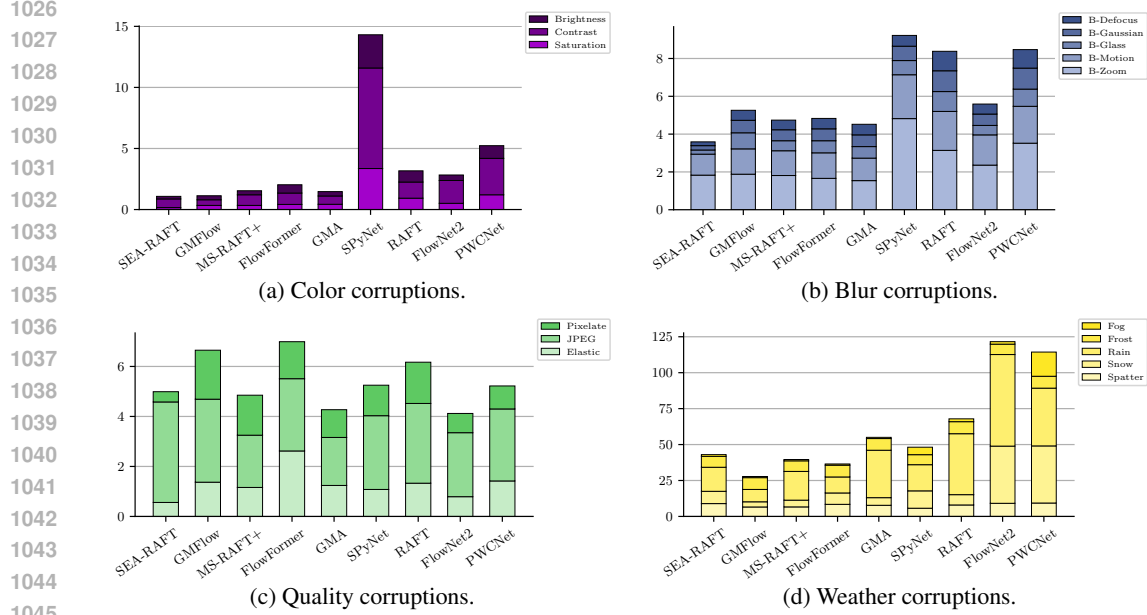 1026
1027
1028
1029
1030
1031
1032
1033
1034
1035
1036
1037
1038
1039
1040
1041
1042
1043
1044
1045
15
10
5
0
Brightness
Contrast
Saturation
SEA-RAFT
GMFlow
MS-RAFT+
FlowFormer
GMA
SPyNet
RAFT
FlowNet2
PWCNet
(a) Color corruptions.
8
6
4
2
0
B-Defocus
B-Gaussian
B-Glass
B-Motion
B-Zoom
SEA-RAFT
GMFlow
MS-RAFT+
FlowFormer
GMA
SPyNet
RAFT
FlowNet2
PWCNet
(b) Blur corruptions.
6
4
2
0
Pixelate
JPEG
Elastic
SEA-RAFT
GMFlow
MS-RAFT+
FlowFormer
GMA
SPyNet
RAFT
FlowNet2
PWCNet
(c) Quality corruptions.
125
100
75
50
25
0
Fog
Frost
Rain
Snow
Spatter
SEA-RAFT
GMFlow
MS-RAFT+
FlowFormer
GMA
SPyNet
RAFT
FlowNet2
PWCNet
(d) Weather corruptions.